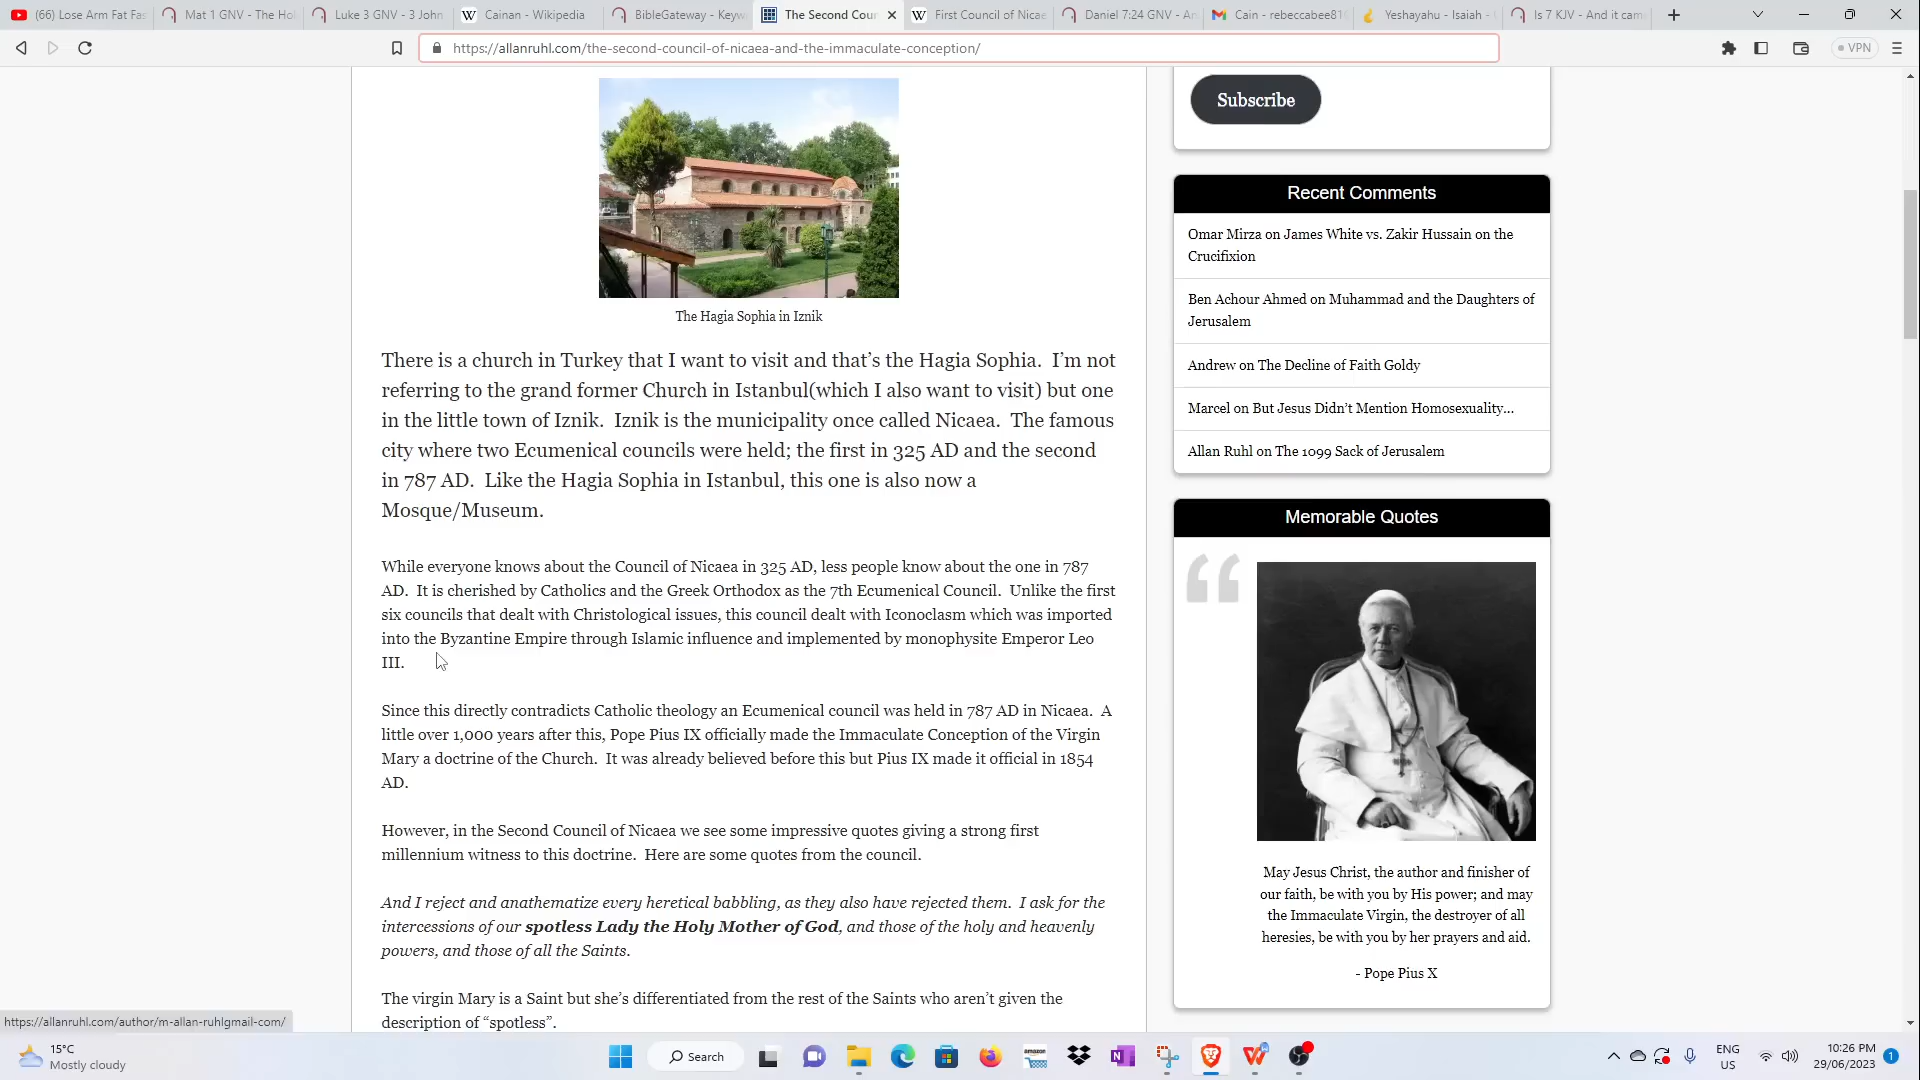 (66) Lose Arm Fat Fas
Mat 1 GNV - The Hol
Luke 3 GNV - 3 John
Cainan - Wikipedia
BibleGateway - Keyw
The Second Coun
First Council of Nicae
Daniel 7:24 GNV - An
Cain - rebeccabee81
Yeshayahu - Isaiah -
Is 7 KJV - And it cam
https://allanruhl.com/the-second-council-of-nicaea-and-the-immaculate-conception/
VPN
The Hagia Sophia in Iznik
There is a church in Turkey that I want to visit and that’s the Hagia Sophia.  I’m not
referring to the grand former Church in Istanbul(which I also want to visit) but one
in the little town of Iznik.  Iznik is the municipality once called Nicaea.  The famous
city where two Ecumenical councils were held; the first in 325 AD and the second
in 787 AD.  Like the Hagia Sophia in Istanbul, this one is also now a
Mosque/Museum.
While everyone knows about the Council of Nicaea in 325 AD, less people know about the one in 787
AD.  It is cherished by Catholics and the Greek Orthodox as the 7th Ecumenical Council.  Unlike the first
six councils that dealt with Christological issues, this council dealt with Iconoclasm which was imported
into the Byzantine Empire through Islamic influence and implemented by monophysite Emperor Leo
III.
Since this directly contradicts Catholic theology an Ecumenical council was held in 787 AD in Nicaea.  A
little over 1,000 years after this, Pope Pius IX officially made the Immaculate Conception of the Virgin
Mary a doctrine of the Church.  It was already believed before this but Pius IX made it official in 1854
AD.
However, in the Second Council of Nicaea we see some impressive quotes giving a strong first
millennium witness to this doctrine.  Here are some quotes from the council.
And I reject and anathematize every heretical babbling, as they also have rejected them.  I ask for the
intercessions of our spotless Lady the Holy Mother of God, and those of the holy and heavenly
powers, and those of all the Saints.
The virgin Mary is a Saint but she’s differentiated from the rest of the Saints who aren’t given the
description of “spotless”.
Subscribe
Recent Comments
Omar Mirza on James White vs. Zakir Hussain on the
Crucifixion
Ben Achour Ahmed on Muhammad and the Daughters of
Jerusalem
Andrew on The Decline of Faith Goldy
Marcel on But Jesus Didn’t Mention Homosexuality…
Allan Ruhl on The 1099 Sack of Jerusalem
Memorable Quotes
May Jesus Christ, the author and finisher of
our faith, be with you by His power; and may
the Immaculate Virgin, the destroyer of all
heresies, be with you by her prayers and aid.
- Pope Pius X
https://allanruhl.com/author/m-allan-ruhlgmail-com/
15°C
Mostly cloudy
Search
amazon
ENG
US
10:26 PM
29/06/2023
1